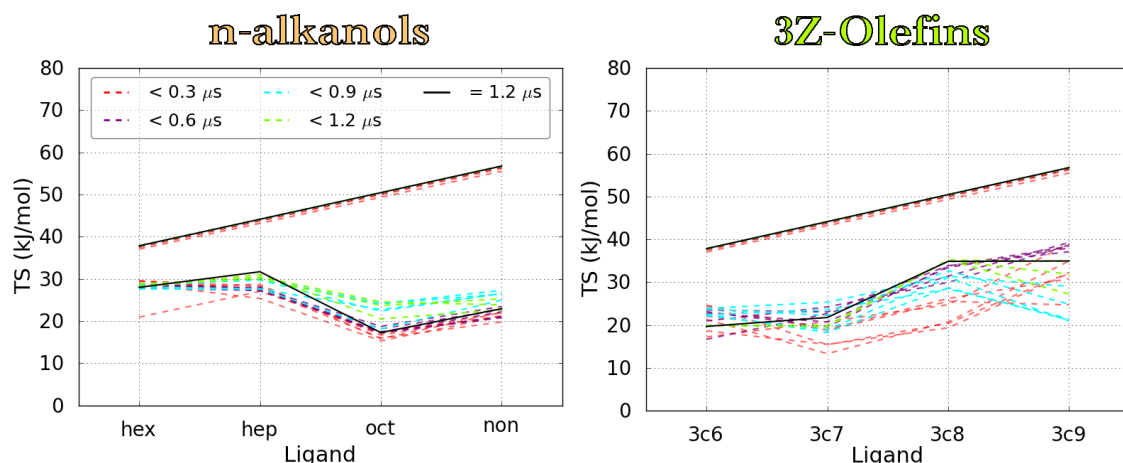 n-alkanols
3Z-Olefins
TS (kJ/mol)
80
70
60
50
40
30
20
10
0
< 0.3 μs
< 0.6 μs
< 0.9 μs
< 1.2 μs
= 1.2 μs
hex hep oct non
Ligand
TS (kJ/mol)
80
70
60
50
40
30
20
10
0
3c6 3c7 3c8 3c9
Ligand